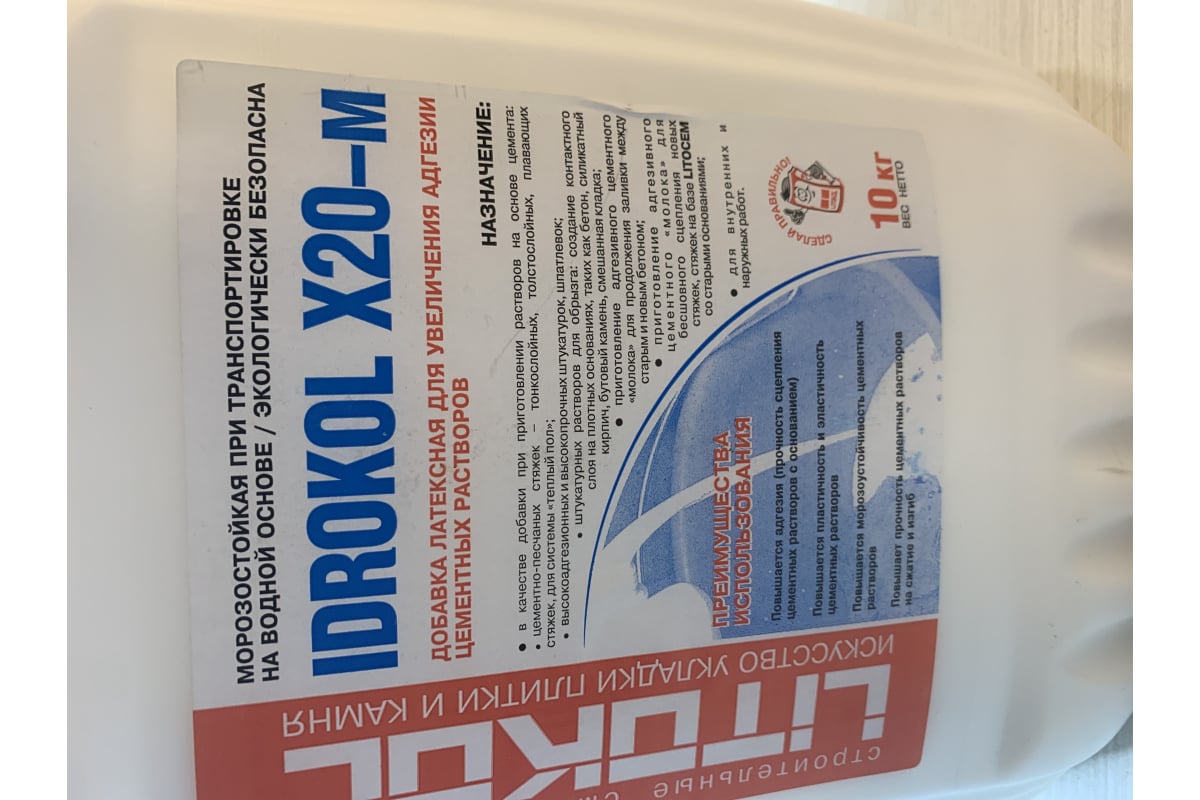 МОРОЗОСТОЙКАЯ ПРИ ТРАНСПОРТИРОВКЕ
НА ВОДНОЙ ОСНОВЕ / ЭКОЛОГИЧЕСКИ БЕЗОПАСНА
IDROKOL X20–M
ДОБАВКА ЛАТЕКСНАЯ ДЛЯ УВЕЛИЧЕНИЯ АДГЕЗИИ
ЦЕМЕНТНЫХ РАСТВОРОВ
НАЗНАЧЕНИЕ:
• в качестве добавки при приготовлении растворов на основе цемента:
• цементно-песчаных стяжек – тонкослойных, толстослойных, плавающих
стяжек, для системы «теплый пол»;
• высокоадгезионных и высокопрочных штукатурок, шпатлевок;
• штукатурных растворов для обрызга: создание контактного
слоя на плотных основаниях, таких как бетон, силикатный
кирпич, бутовый камень, смешанная кладка;
• приготовление адгезивного цементного
«молока» для продолжения заливки между
старым и новым бетоном;
• приготовление адгезивного
цементного «молока» для
бесшовного сцепления новых
стяжек, стяжек на базе LITOCEM
со старыми основаниями;
• для внутренних и
наружных работ.
ПРЕИМУЩЕСТВА
ИСПОЛЬЗОВАНИЯ
Повышается адгезия (прочность сцепления
цементных растворов с основанием)
Повышается пластичность и эластичность
цементных растворов
Повышается морозоустойчивость цементных
растворов
Повышает прочность цементных растворов
на сжатие и изгиб
СДЕЛАЙ ПРАВИЛЬНО!
10 КГ
ВЕС НЕТТО
ИСКУССТВО УКЛАДКИ ПЛИТКИ И КАМНЯ
LITOKOL
строительные